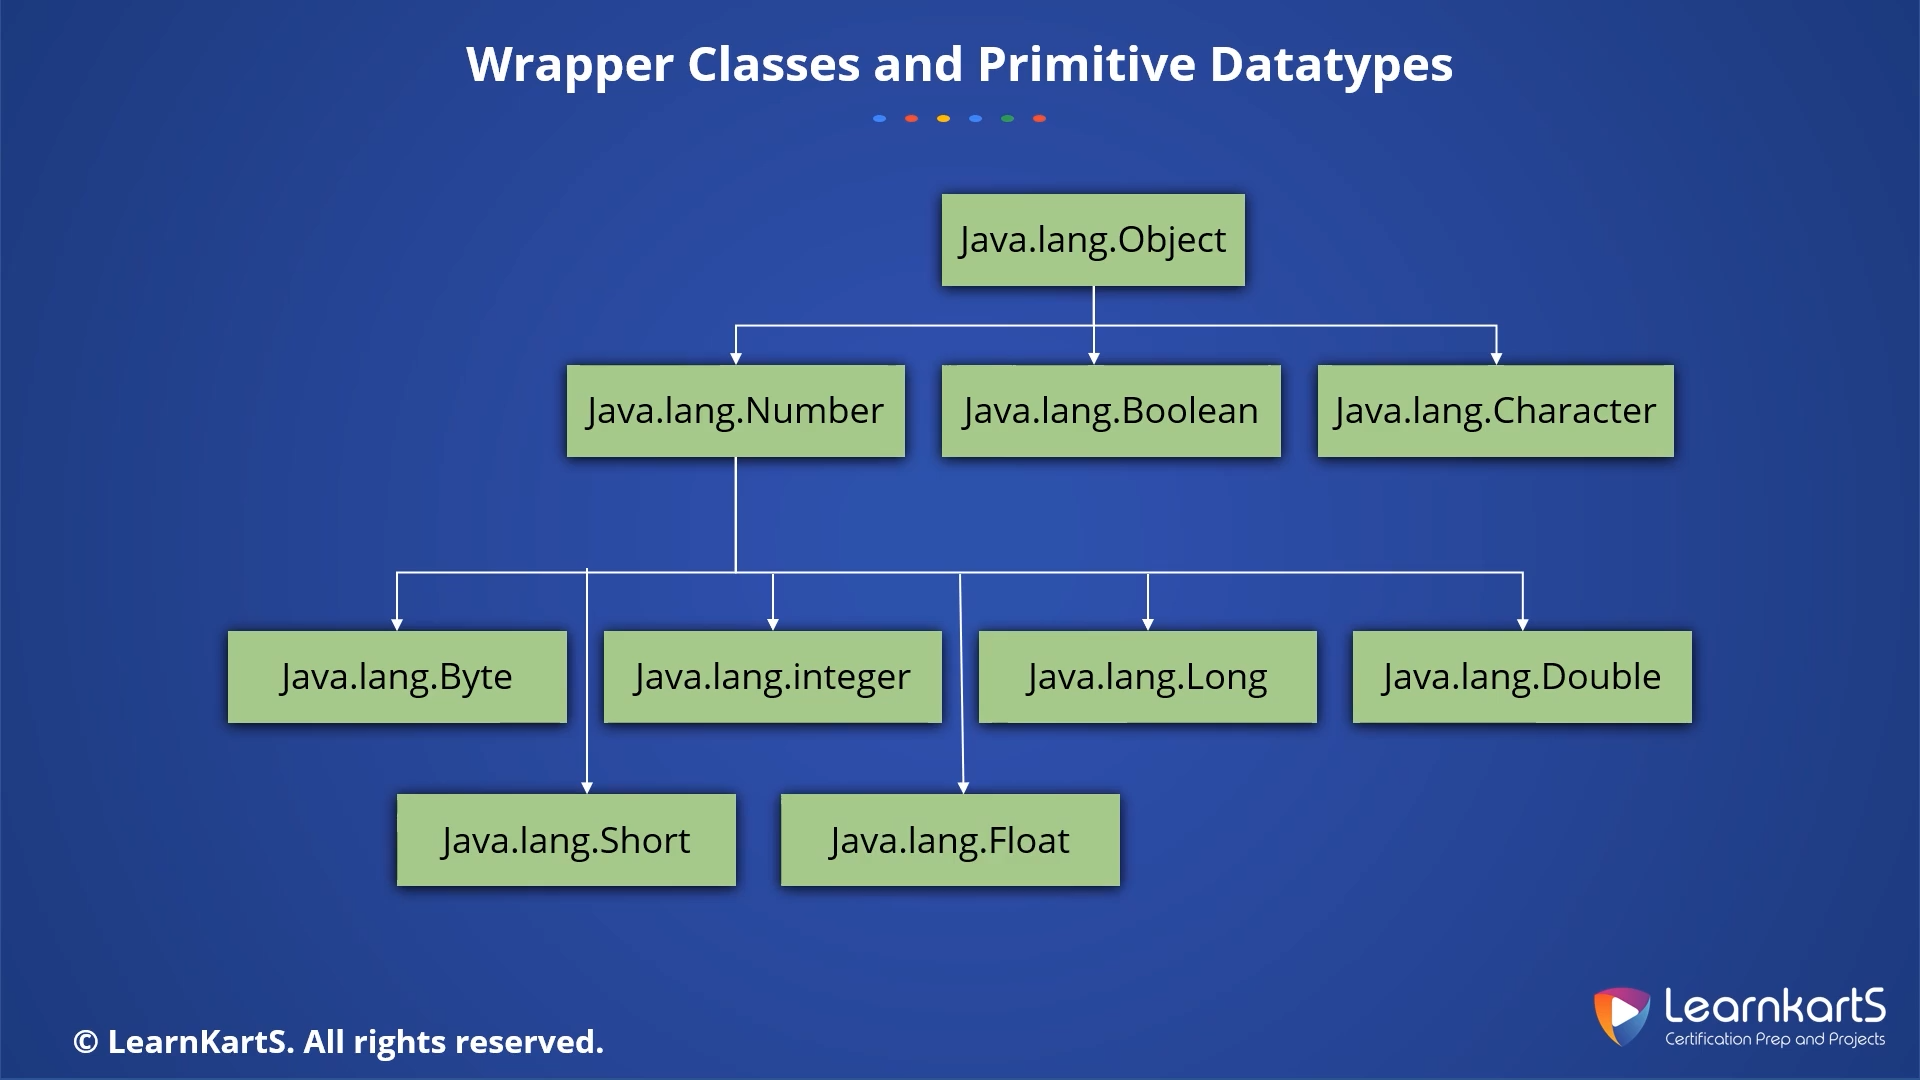 Wrapper Classes and Primitive Datatypes
Java.lang.Object
Java.lang.Number
Java.lang.Boolean
Java.lang.Character
Java.lang.Byte
Java.lang.integer
Java.lang.Long
Java.lang.Double
Java.lang.Short
Java.lang.Float
© LearnKartS. All rights reserved.
LearnkartS
Certification Prep and Projects